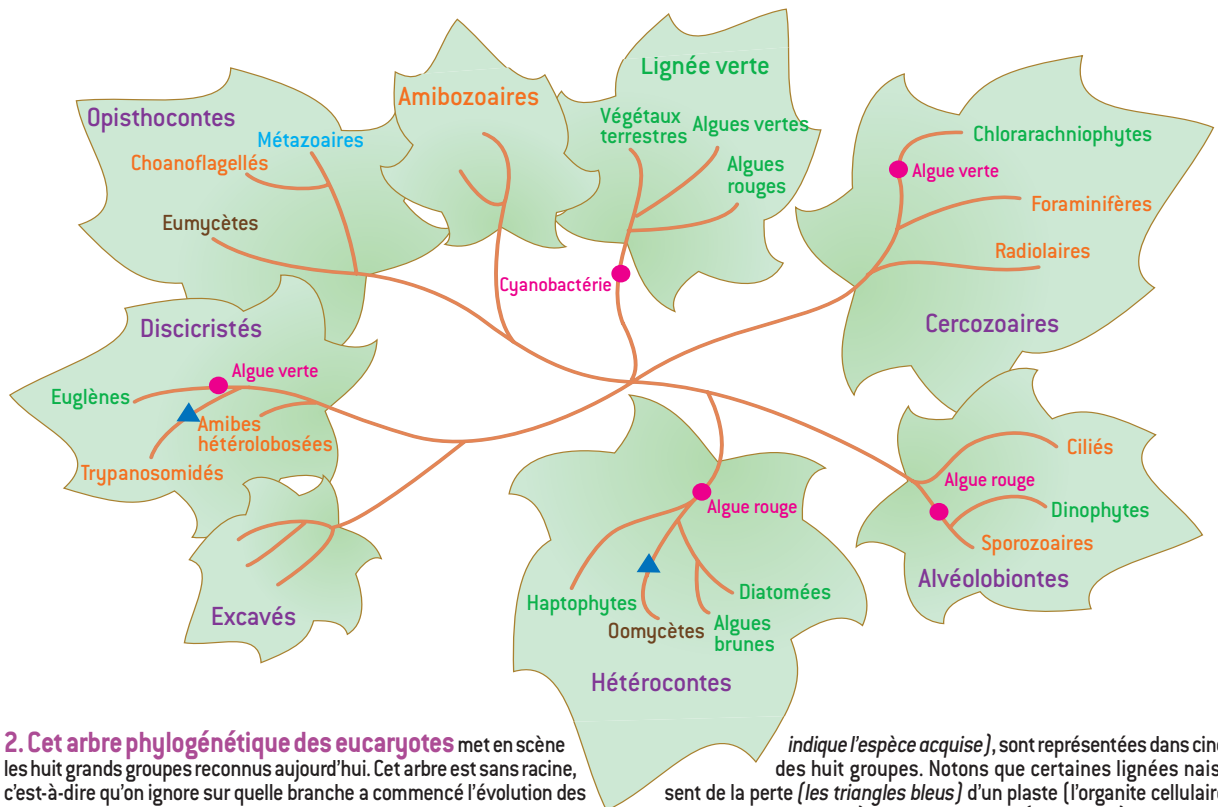 Lignée verte
Amibozoaires
Opisthocontes
Métazoaires
Choanoflagellés
Eumycètes
Végétaux
terrestres
Algues vertes
Algues
rouges
Cyanobactérie
Chlorarachniophytes
Algue verte
Foraminifères
Radiolaires
Cercozoaires
Discicristés
Algue verte
Euglènes
Amibes
hétérolobosées
Trypanosomidés
Excavés
Algue rouge
Haptophytes
Oomycètes
Diatomées
Algues
brunes
Hétérocontes
Ciliés
Algue rouge
Dinophytes
Sporozoaires
Alvéolobiontes
2. Cet arbre phylogénétique des eucaryotes met en scène
les huit grands groupes reconnus aujourd'hui. Cet arbre est sans racine,
c'est-à-dire qu'on ignore sur quelle branche a commencé l'évolution des
indique l'espèce acquise), sont représentées dans cinq
des huit groupes. Notons que certaines lignées nais-
sent de la perte (les triangles bleus) d'un plaste (l'organite cellulaire